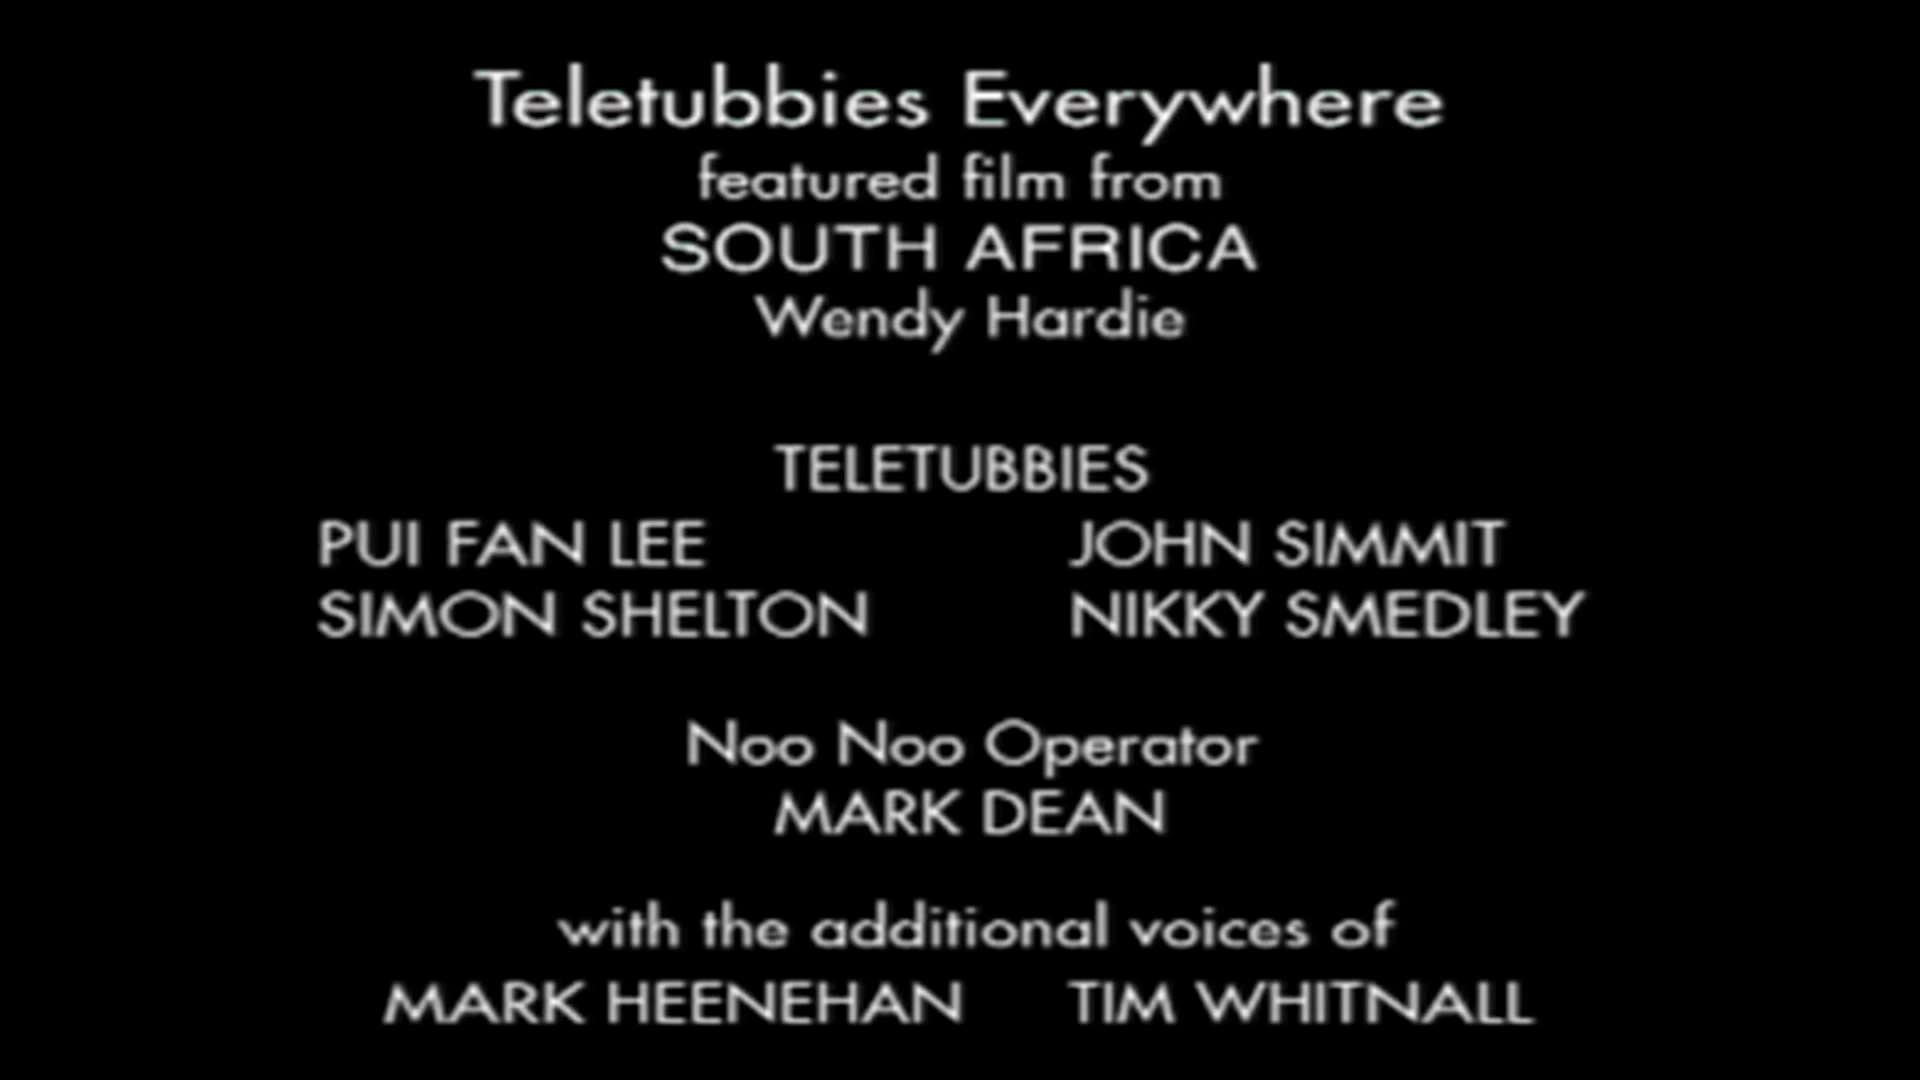 Teletubbies Everywhere
featured film from
SOUTH AFRICA
Wendy Hardie
TELETUBBIES
PUI FAN LEE JOHN SIMMIT
SIMON SHELTON NIKKY SMEDLEY
Noo Noo Operator
MARK DEAN
with the additional voices of
MARK HEENEHAN TIM WHITNALL